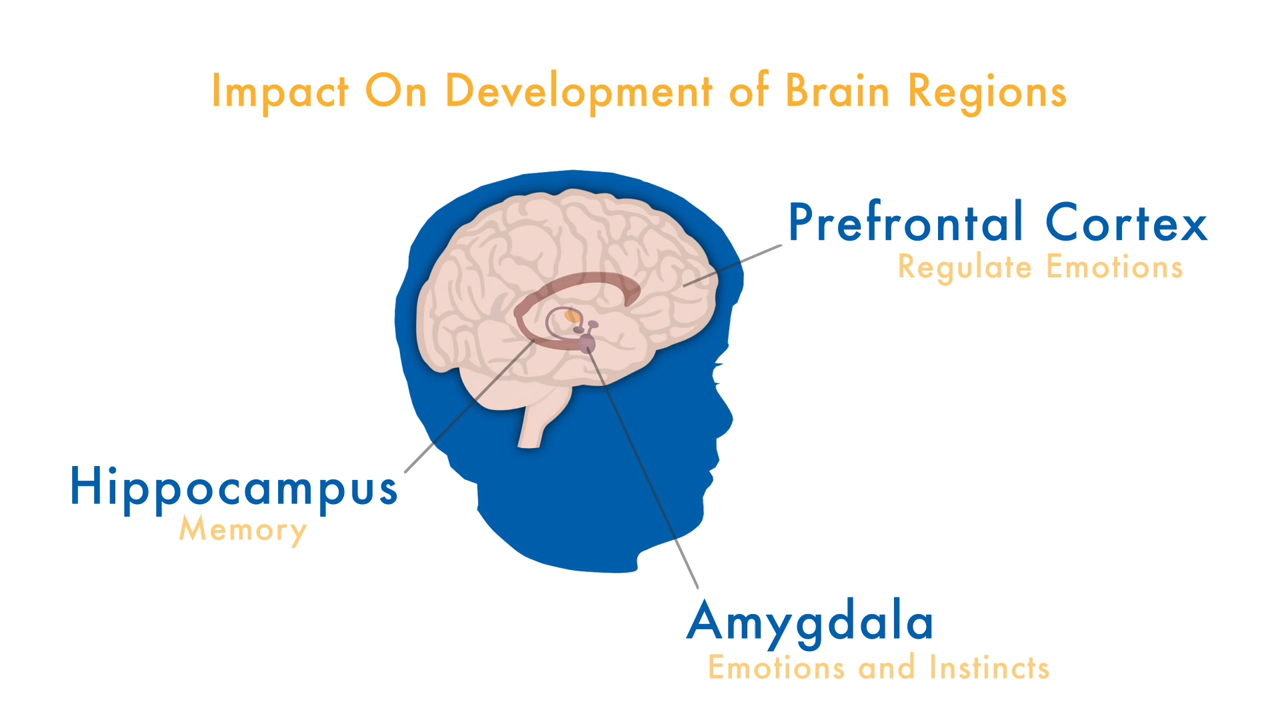 Impact On Development of Brain Regions
Prefrontal Cortex
Regulate Emotions
Hippocampus
Memory
Amygdala
Emotions and Instincts